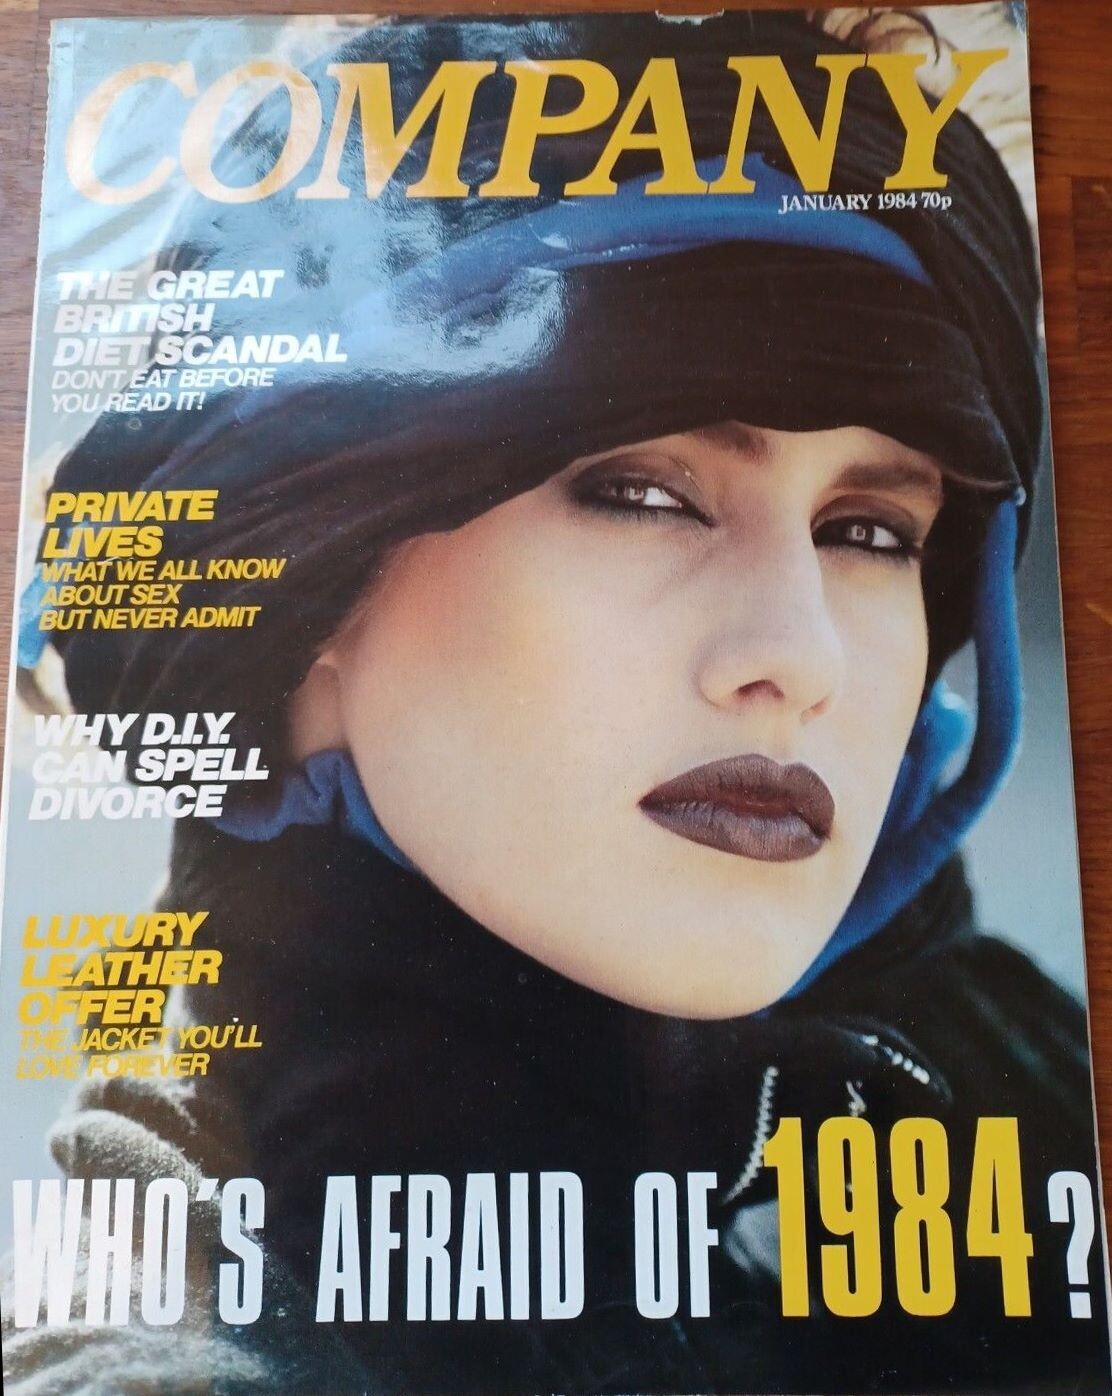 COMPANY
JANUARY 1984 70p
THE GREAT
BRITISH
DIET SCANDAL
DON'T EAT BEFORE
YOU READ IT!
PRIVATE
LIVES
WHAT WE ALL KNOW
ABOUT SEX
BUT NEVER ADMIT
WHY D.I.Y.
CAN SPELL
DIVORCE
LUXURY
LEATHER
OFFER
THE JACKET YOU'LL
LOVE FOREVER
WHO'S AFRAID OF 1984?